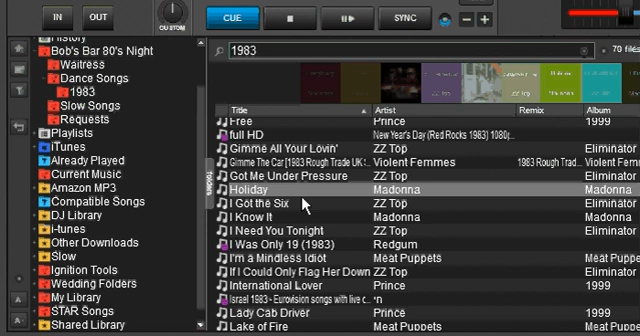 IN OUT CUSTOM CUE SYNC
1983 70 files
History
Bob's Bar 80's Night
Waitress
Dance Songs
1983
Slow Songs
Requests
Playlists
iTunes
Already Played
Current Music
Amazon MP3
Compatible Songs
DJ Library
i-tunes
Other Downloads
Slow
Ignition Tools
Wedding Folders
My Library
STAR Songs
Shared Library
folders
Title Artist Remix Album
Free Prince 1999
full HD New Year's Day (Red Rocks 1983) 1080p...
Gimme All Your Lovin' ZZ Top Eliminator
Gimme The Car [1983 Rough Trade UK S Violent Femmes 1983 Rough Trad... Violent Femmes
Got Me Under Pressure ZZ Top Eliminator
Holiday Madonna Madonna
I Got the Six ZZ Top Eliminator
I Know It Madonna Madonna
I Need You Tonight ZZ Top Eliminator
I Was Only 19 (1983) Redgum
I'm a Mindless Idiot Meat Puppets Meat Puppets
If I Could Only Flag Her Down ZZ Top Eliminator
International Lover Prince 1999
Israel 1983 - Eurovision songs with live o
Lady Cab Driver Prince 1999
Lake of Fire Meat Puppets Meat Puppets